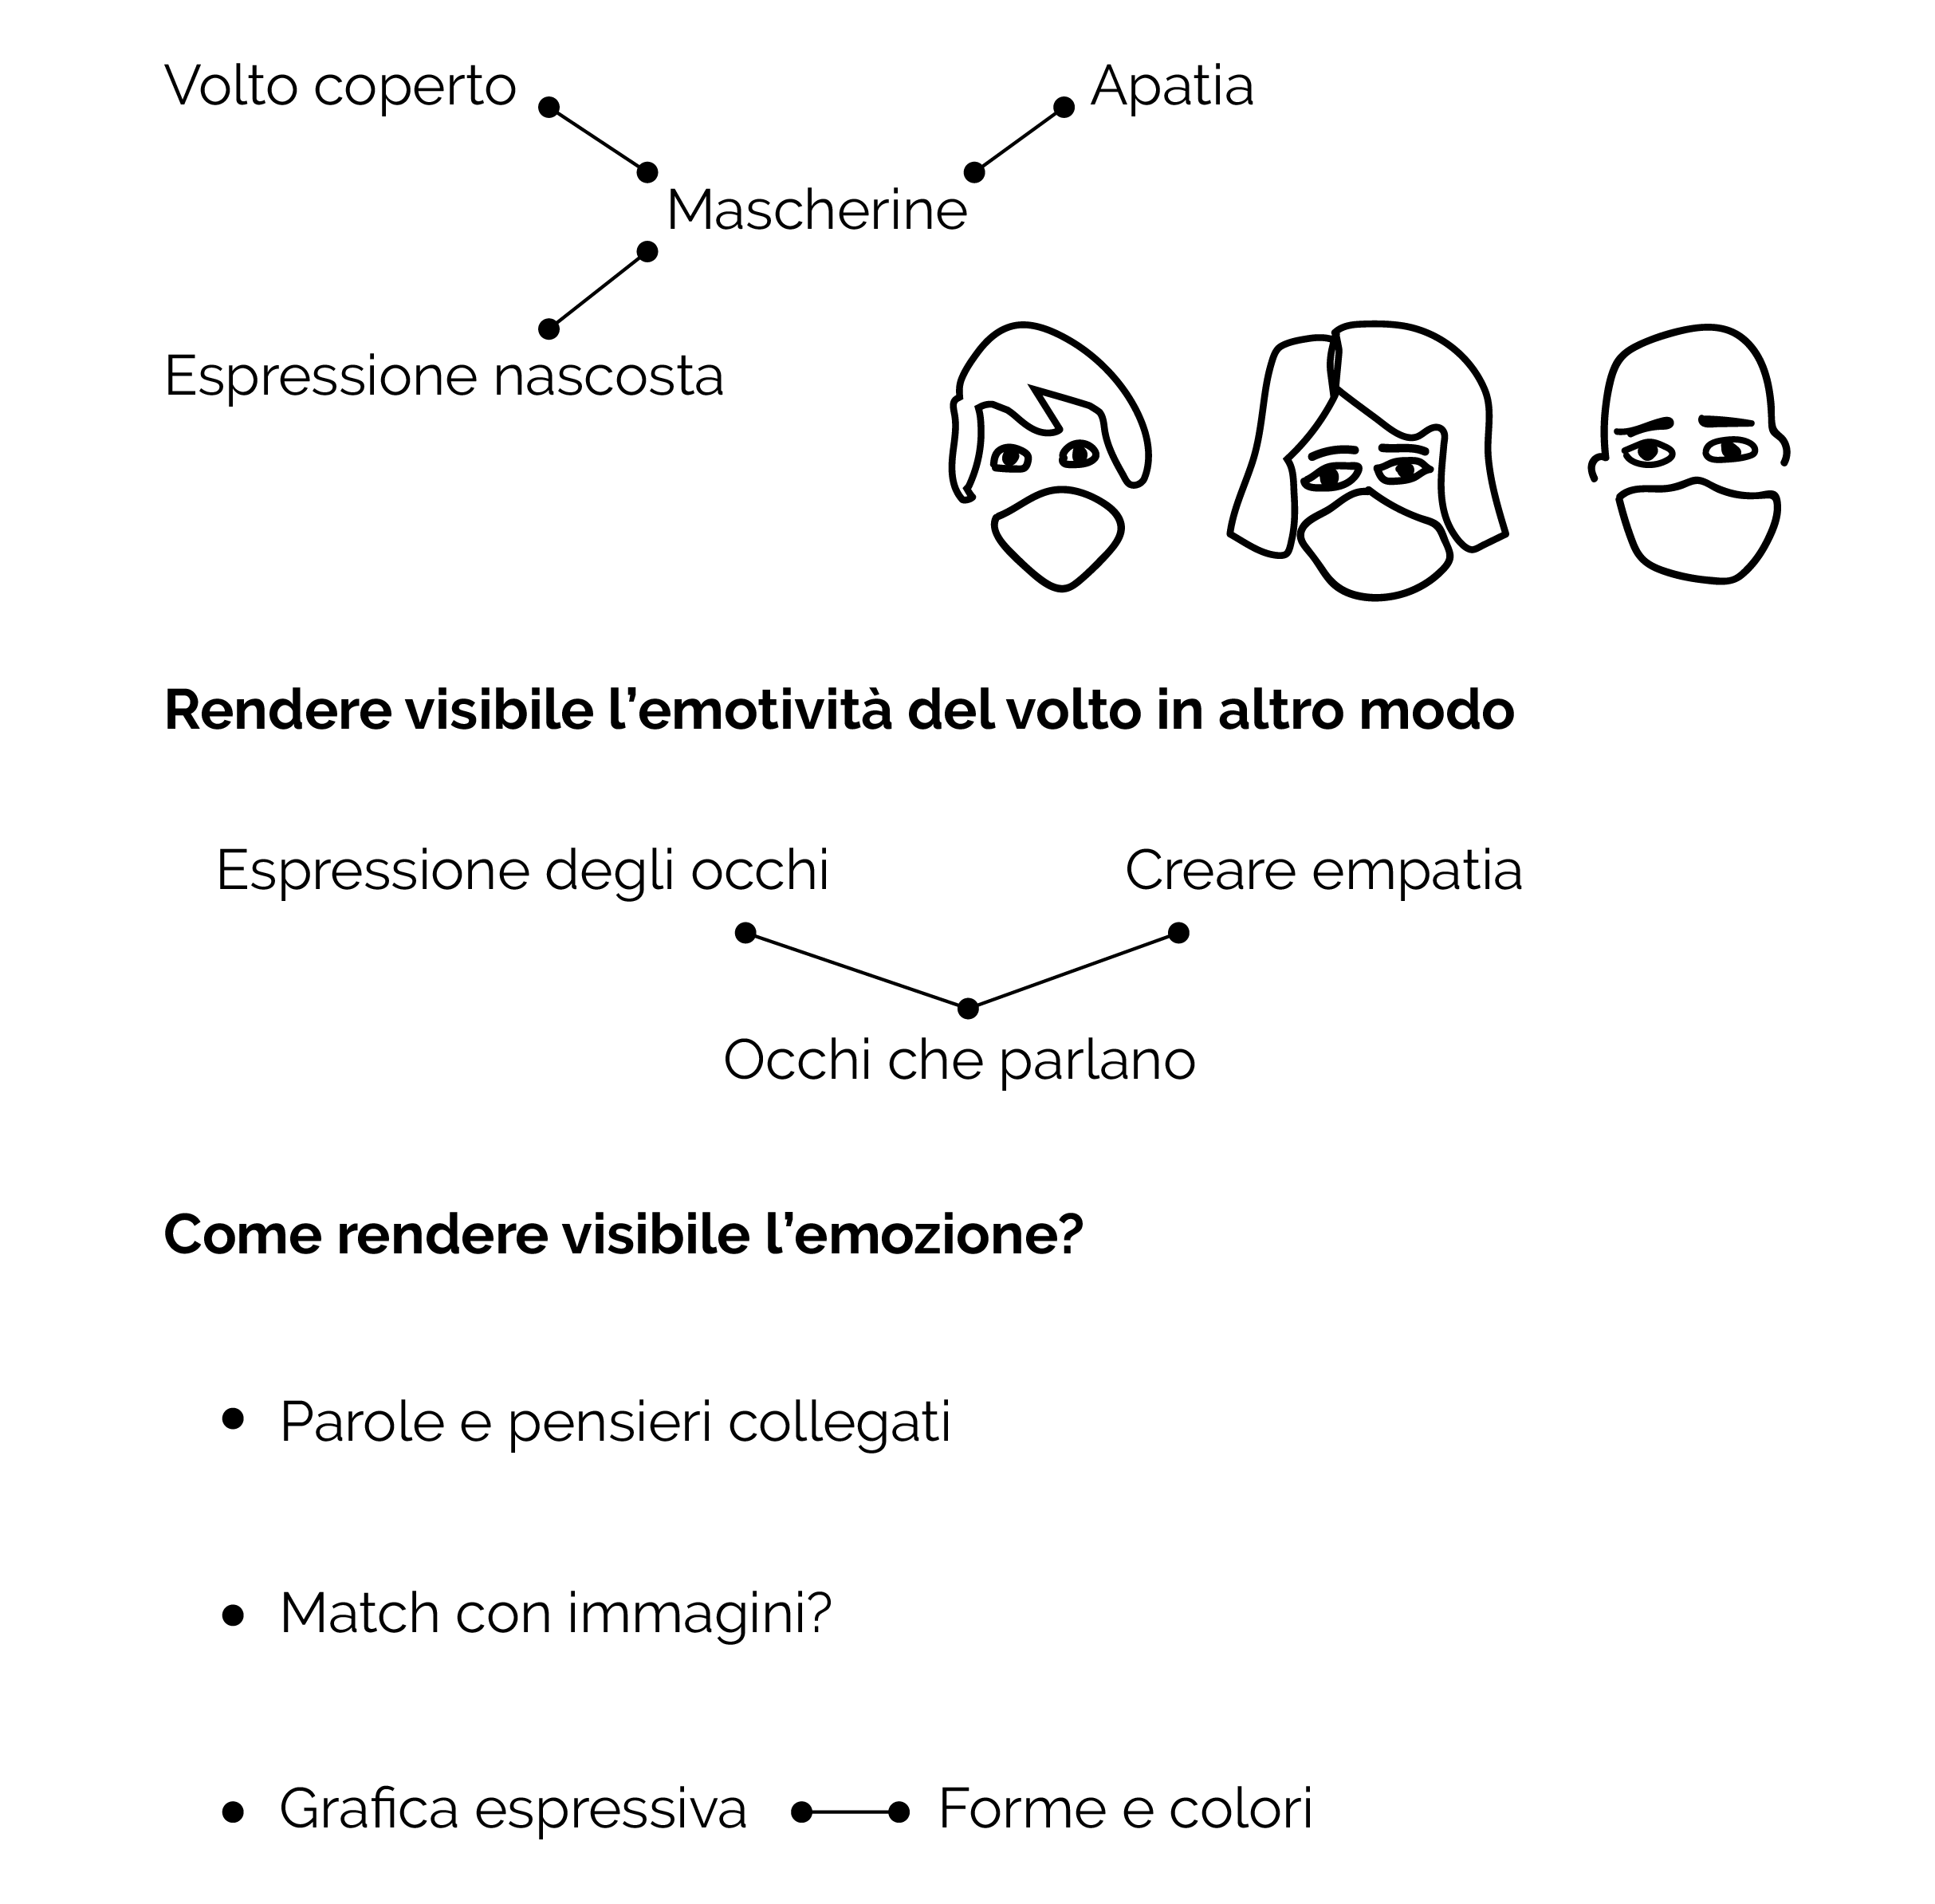 Volto coperto
Apatia
Mascherine
Espressione nascosta
Rendere visibile l'emotività del volto in altro modo
Espressione degli occhi
Creare empatia
Occhi che parlano
Come rendere visibile l'emozione?
Parole e pensieri collegati
Match con immagini?
Grafica espressiva
Forme e colori